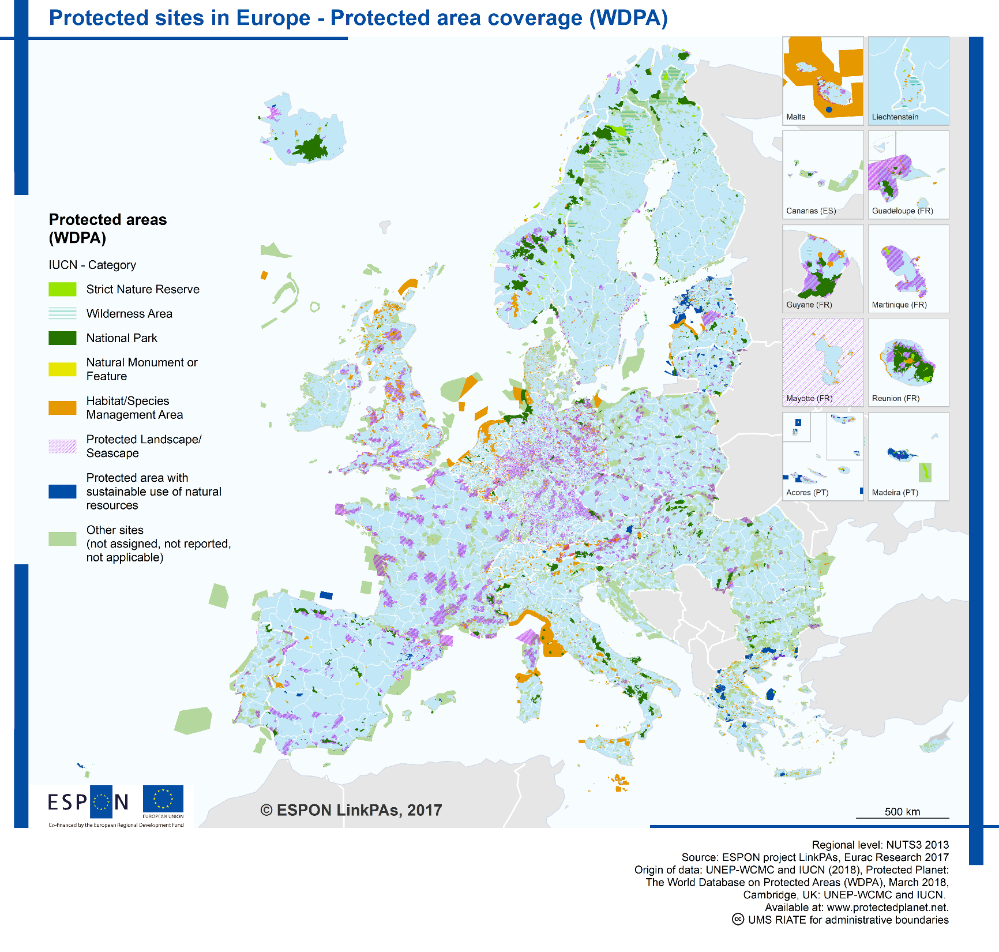 Protected sites in Europe - Protected area coverage (WDPA)
Malta
Liechtenstein
Canarias (ES)
Guadeloupe (FR)
Guyane (FR)
Martinique (FR)
Mayotte (FR)
Reunion (FR)
Acores (PT)
Madeira (PT)
Protected areas
(WDPA)
IUCN - Category
Strict Nature Reserve
Wilderness Area
National Park
Natural Monument or
Feature
Habitat/Species
Management Area
Protected Landscape/
Seascape
Protected area with
sustainable use of natural
resources
Other sites
(not assigned, not reported,
not applicable)
ESPON
EUROPEAN UNION
Co-financed by the European Regional Development Fund
© ESPON LinkPAs, 2017
500 km
Regional level: NUTS3 2013
Source: ESPON project LinkPAs, Eurac Research 2017
Origin of data: UNEP-WCMC and IUCN (2018), Protected Planet:
The World Database on Protected Areas (WDPA), March 2018,
Cambridge, UK: UNEP-WCMC and IUCN.
Available at: www.protectedplanet.net.
cc UMS RIATE for administrative boundaries